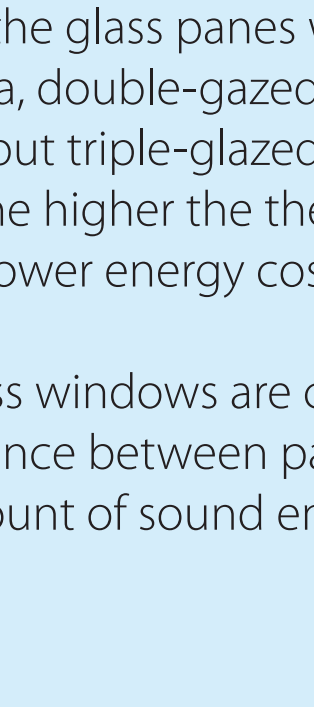 the glass panes
a, double-gazed
out triple-glazed
he higher the the
ower energy cos

ss windows are
nce between pa
ount of sound en